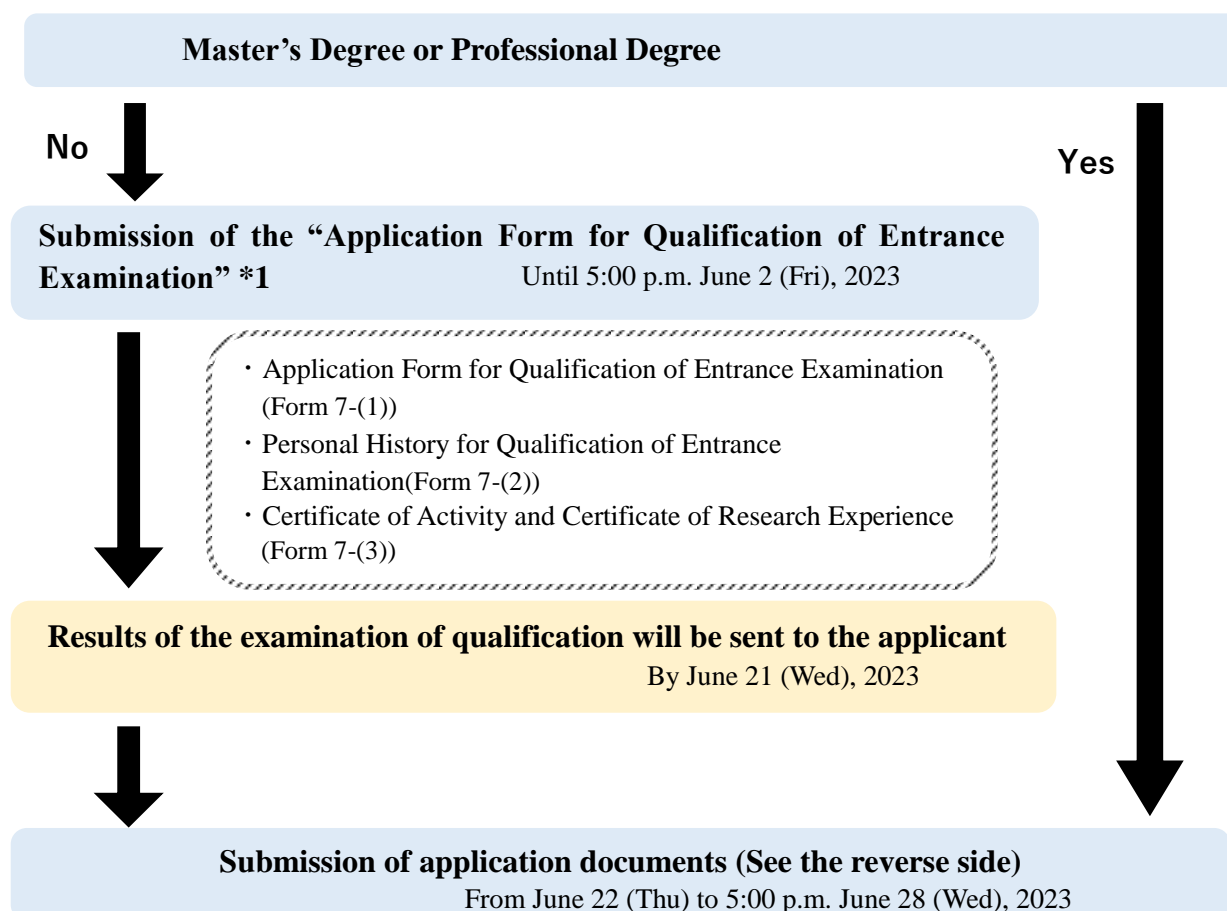 Master’s Degree or Professional Degree
No
Yes
Submission of the “Application Form for Qualification of Entrance
Examination” *1 Until 5:00 p.m. June 2 (Fri), 2023
・Application Form for Qualification of Entrance Examination
(Form 7-(1))
・Personal History for Qualification of Entrance
Examination(Form 7-(2))
・Certificate of Activity and Certificate of Research Experience
(Form 7-(3))
Results of the examination of qualification will be sent to the applicant
By June 21 (Wed), 2023
Submission of application documents (See the reverse side)
From June 22 (Thu) to 5:00 p.m. June 28 (Wed), 2023